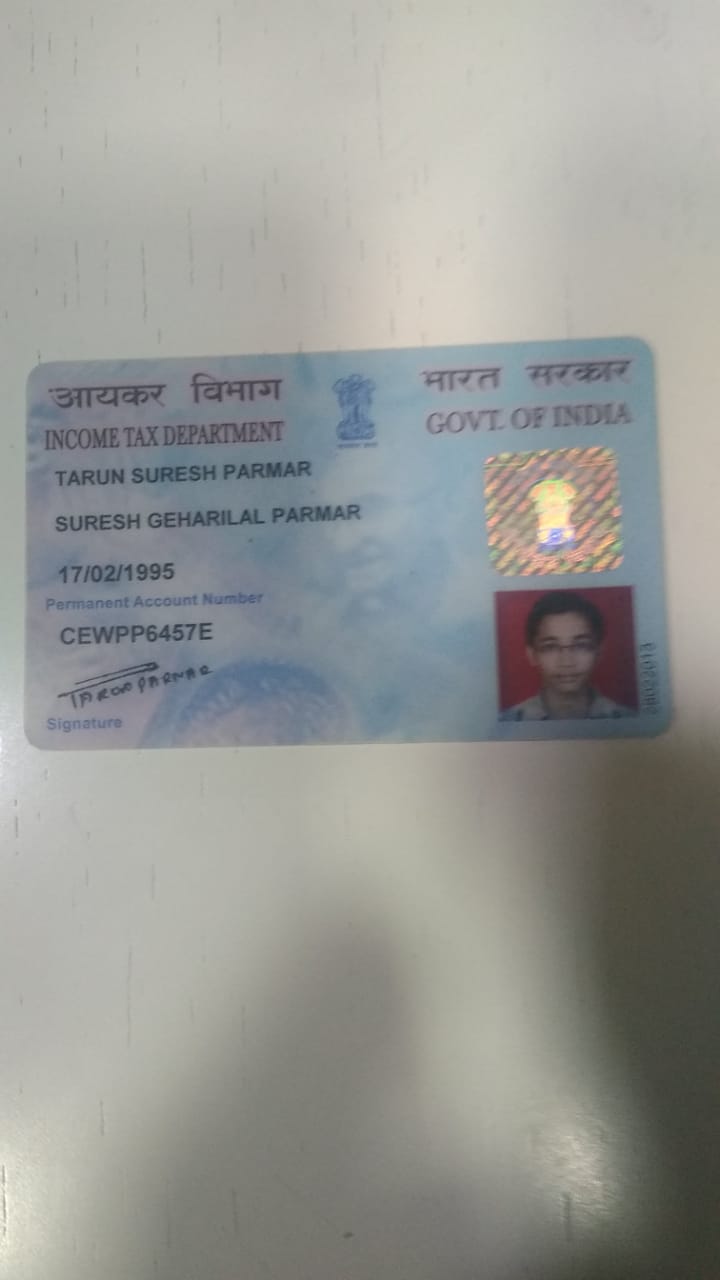 आयकर विभाग
भारत सरकार
INCOME TAX DEPARTMENT
GOVT. OF INDIA
TARUN SURESH PARMAR
SURESH GEHARILAL PARMAR
17/02/1995
Permanent Account Number
CEWPP6457E
TARUN PARMAR
Signature
28022013